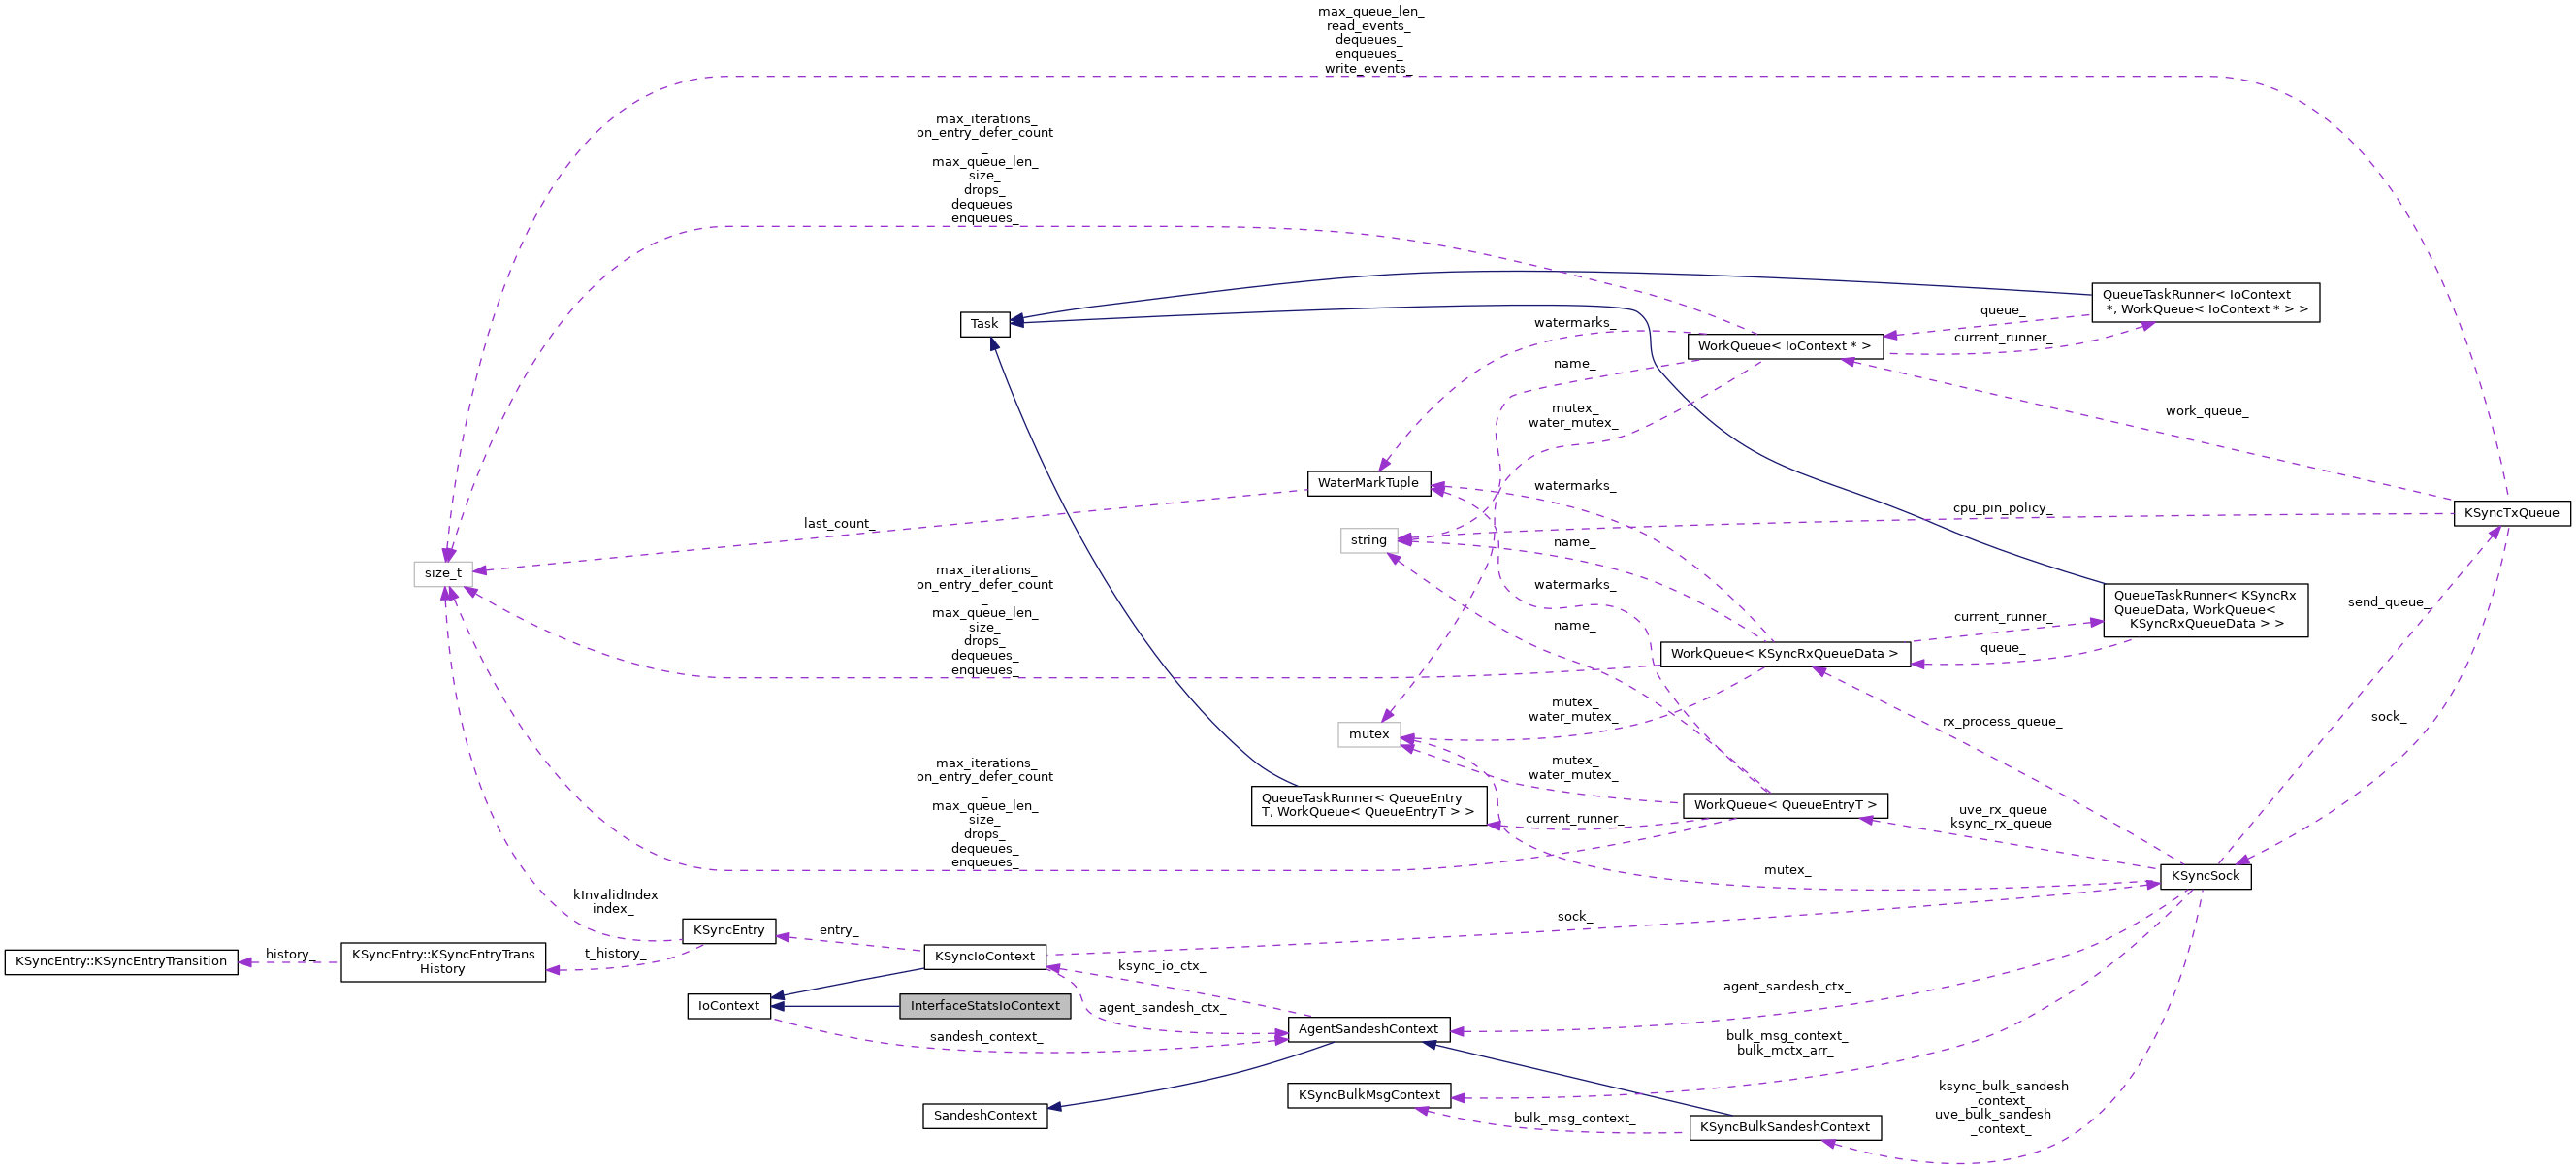 max_queue_len_
read_events_
dequeues_
enqueues_
write_events_
max_iterations_
on_entry_defer_count
_
max_queue_len_
size_
drops_
dequeues_
enqueues_
Task
watermarks_
name_
mutex_
water_mutex_
WorkQueue< IoContext * >
queue_
current_runner_
QueueTaskRunner< IoContext
*, WorkQueue< IoContext * > >
work_queue_
WaterMarkTuple
last_count_
watermarks_
string
cpu_pin_policy_
KSyncTxQueue
name_
size_t
max_iterations_
on_entry_defer_count
_
max_queue_len_
size_
drops_
dequeues_
enqueues_
watermarks_
name_
WorkQueue< KSyncRxQueueData >
current_runner_
queue_
QueueTaskRunner< KSyncRx
QueueData, WorkQueue<
KSyncRxQueueData > >
send_queue_
sock_
mutex_
water_mutex_
rx_process_queue_
mutex
mutex_
water_mutex_
max_iterations_
on_entry_defer_count
_
max_queue_len_
size_
drops_
dequeues_
enqueues_
QueueTaskRunner< QueueEntry
T, WorkQueue< QueueEntryT > >
current_runner_
WorkQueue< QueueEntryT >
uve_rx_queue
ksync_rx_queue
mutex_
KSyncSock
kInvalidIndex
index_
sock_
KSyncEntry
entry_
t_history_
KSyncEntry::KSyncEntryTransition
history_
KSyncEntry::KSyncEntryTrans
History
KSyncIoContext
ksync_io_ctx_
agent_sandesh_ctx_
agent_sandesh_ctx_
IoContext
InterfaceStatsIoContext
sandesh_context_
AgentSandeshContext
bulk_msg_context_
bulk_mctx_arr_
KSyncBulkMsgContext
SandeshContext
bulk_msg_context_
KSyncBulkSandeshContext
ksync_bulk_sandesh
_context_
uve_bulk_sandesh
_context_